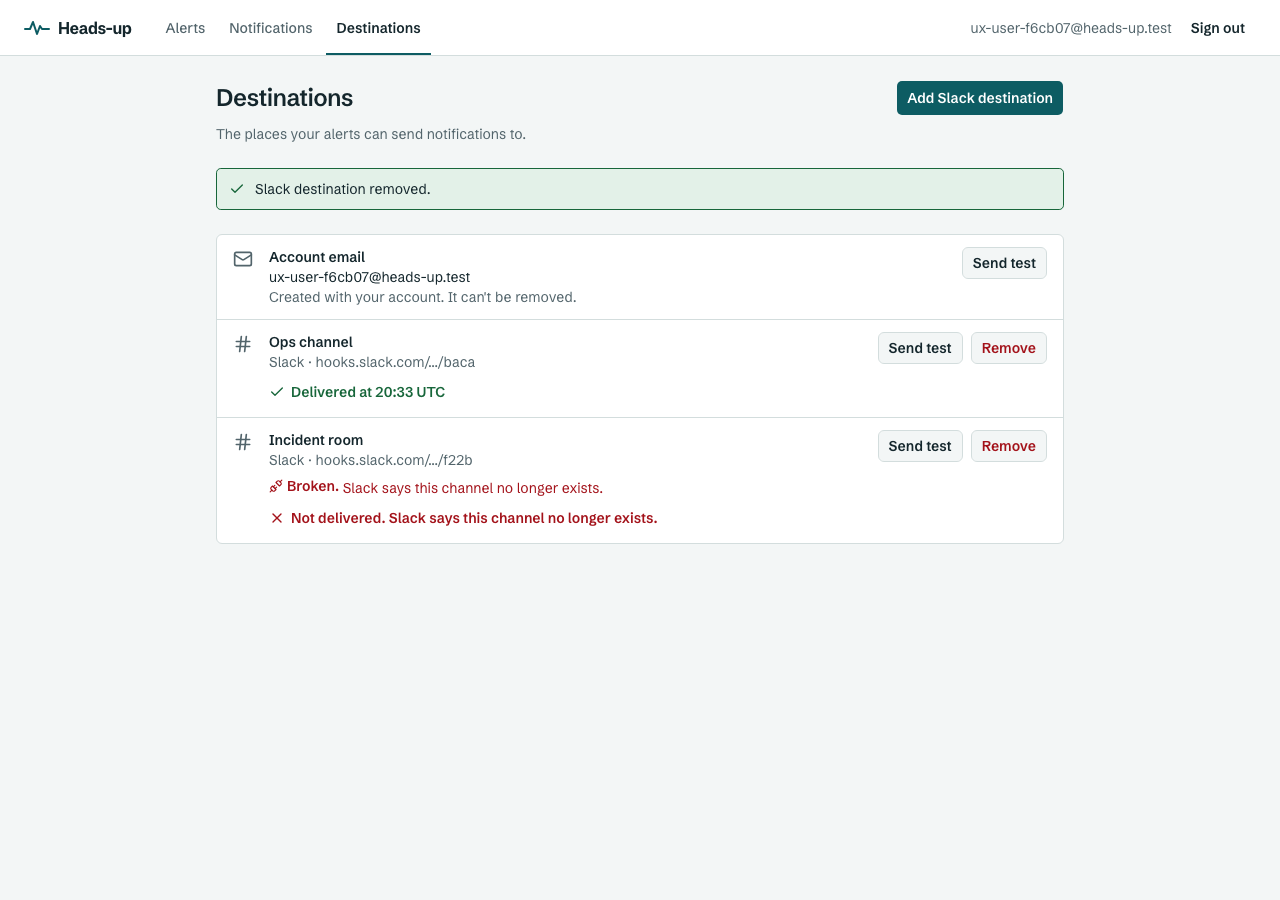 Heads-up Alerts Notifications Destinations ux-user-f6cb07@heads-up.test Sign out
Destinations Add Slack destination
The places your alerts can send notifications to.
Slack destination removed.
Account email Send test
ux-user-f6cb07@heads-up.test
Created with your account. It can't be removed.
Ops channel Send test Remove
Slack · hooks.slack.com/…/baca
Delivered at 20:33 UTC
Incident room Send test Remove
Slack · hooks.slack.com/…/f22b
Broken. Slack says this channel no longer exists.
Not delivered. Slack says this channel no longer exists.